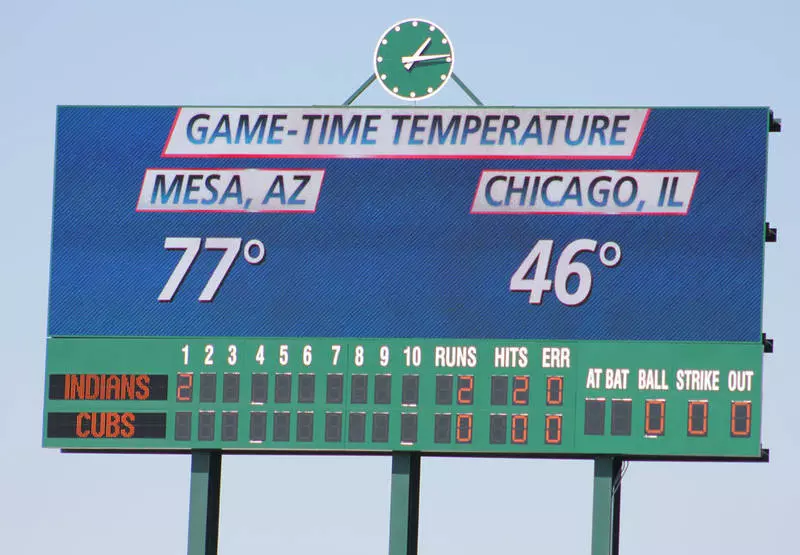 GAME-TIME TEMPERATURE
MESA, AZ CHICAGO, IL
77° 46°
1 2 3 4 5 6 7 8 9 10 RUNS HITS ERR
AT BAT BALL STRIKE OUT
INDIANS 2 2 2 0
CUBS 0 0 0 0 0 0